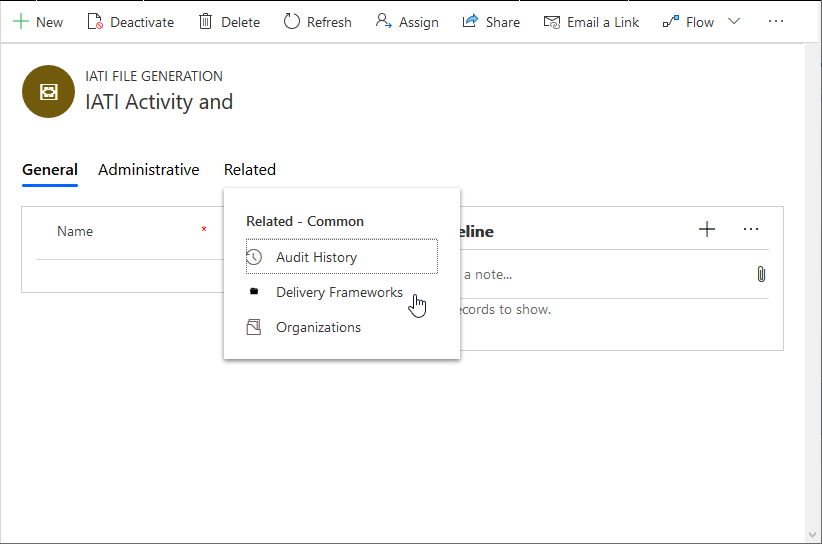 New Deactivate Delete Refresh Assign Share Email a Link Flow
IATI FILE GENERATION
IATI Activity and
General Administrative Related
Related - Common
Name *
eline
Audit History
a note...
Delivery Frameworks
ecords to show.
Organizations